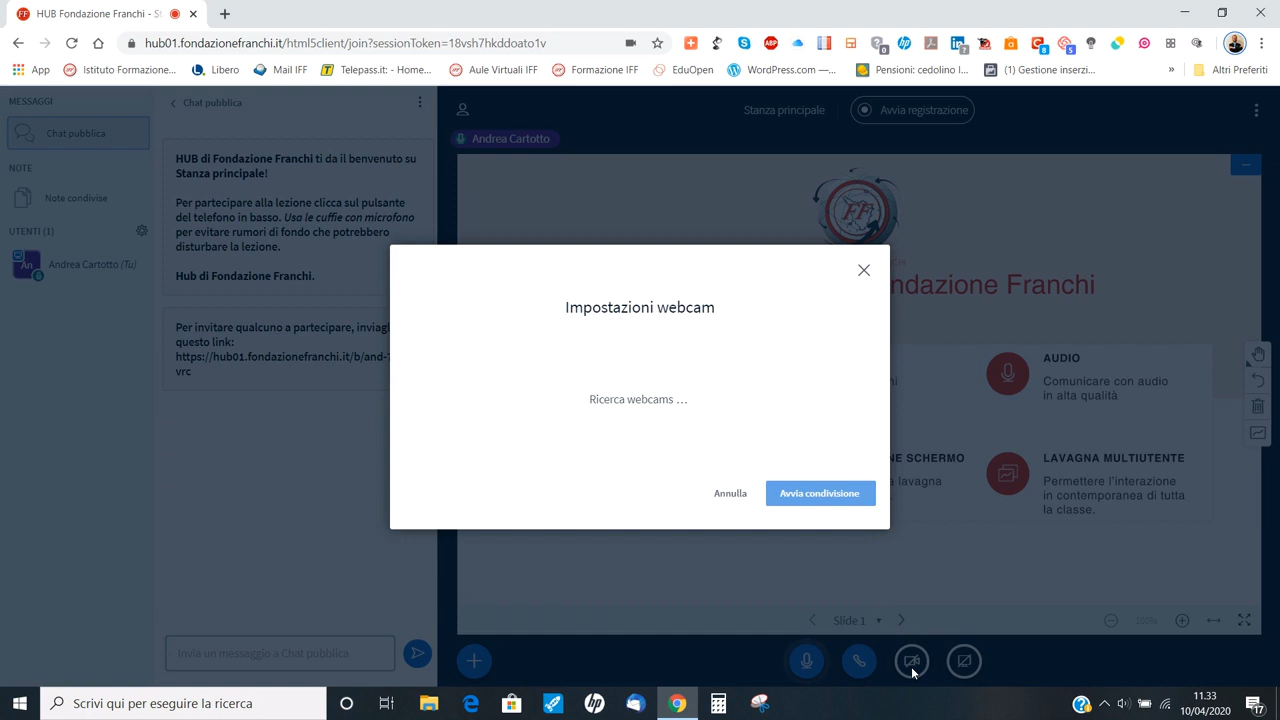 HUB Fondazione Franchi - S
hub01.fondazionefranchi.it/html5client/join?sessionToken=18vsh7hkddoato1v
App
Istituto Formazione...
Libero
Mail IFF
Telepass.it: - Home...
Aule Virtuali IFF
Formazione IFF
EduOpen
WordPress.com —...
Pensioni: cedolino I...
(1) Gestione inserzi...
»
Altri Preferiti
MESSAGGI
Chat pubblica
NOTE
Note condivise
UTENTI (1)
An
Andrea Cartotto (Tu)
Chat pubblica
HUB di Fondazione Franchi ti da il benvenuto su
Stanza principale!
Per partecipare alla lezione clicca sul pulsante
del telefono in basso. Usa le cuffie con microfono
per evitare rumori di fondo che potrebbero
disturbare la lezione.
Hub di Fondazione Franchi.
Per invitare qualcuno a partecipare, inviagl
questo link:
https://hub01.fondazionefranchi.it/b/and-7
vrc
Invia un messaggio a Chat pubblica
Stanza principale
Avvia registrazione
Andrea Cartotto
FF
ndazione Franchi
AUDIO
Comunicare con audio
in alta qualità
NE SCHERMO
a lavagna
LAVAGNA MULTIUTENTE
Permettere l'interazione
in contemporanea di tutta
la classe.
Impostazioni webcam
Ricerca webcams ...
Annulla
Avvia condivisione
Slide 1
100%
Scrivi qui per eseguire la ricerca
11.33
10/04/2020
17